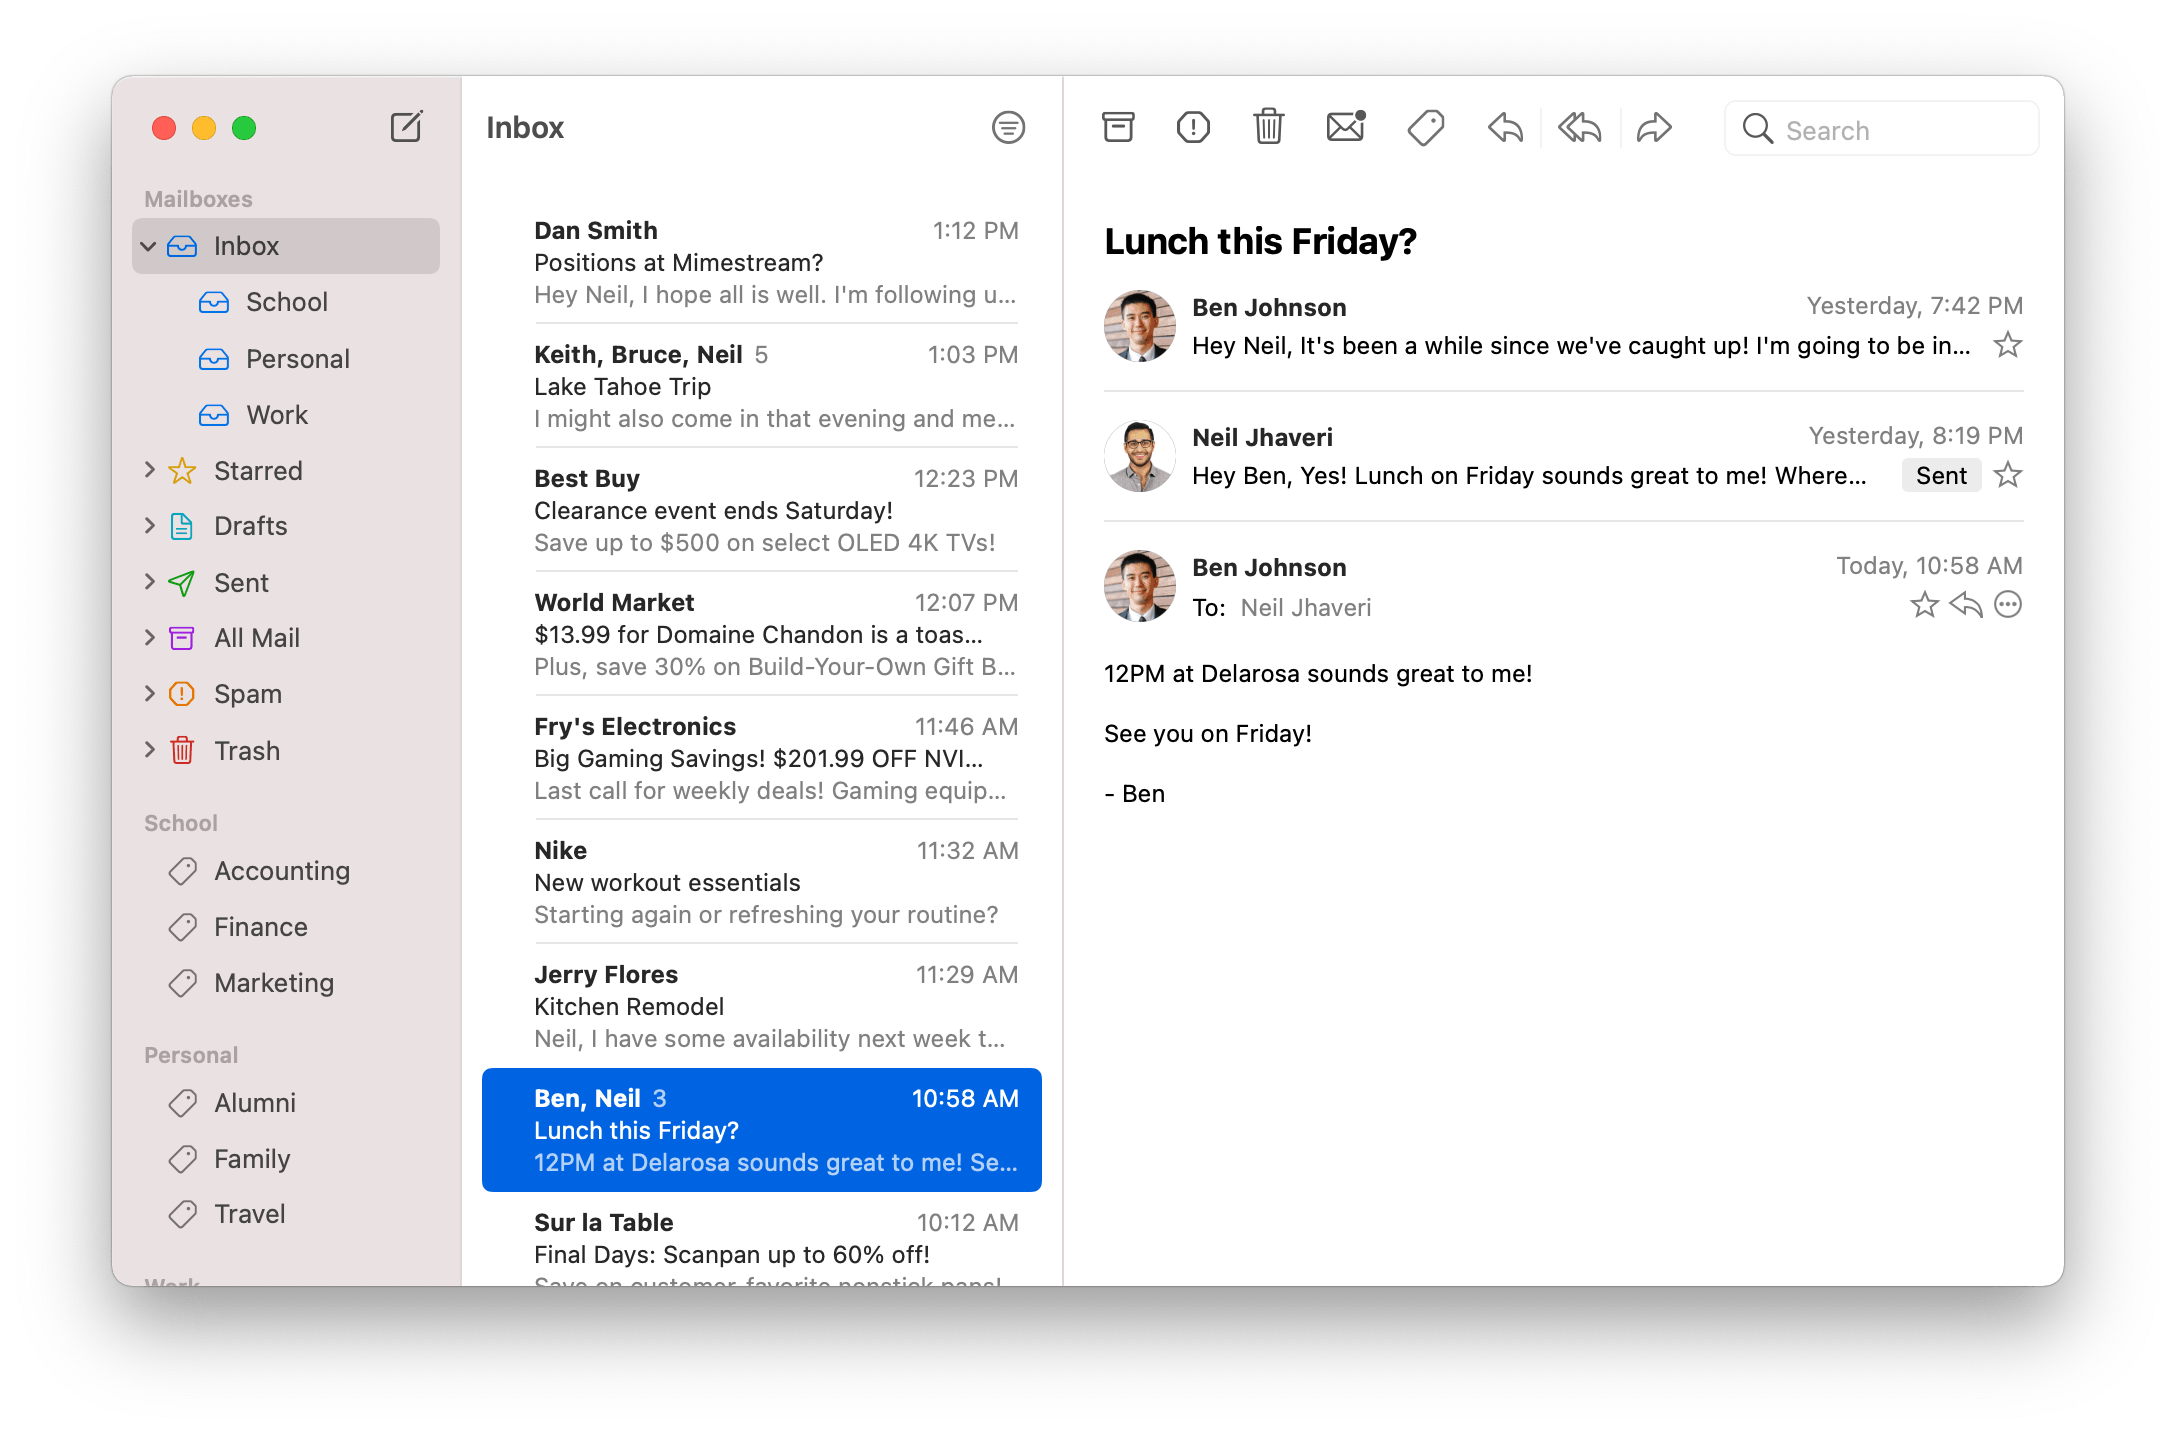 Mailboxes
Inbox
School
Personal
Work
Starred
Drafts
Sent
All Mail
Spam
Trash
School
Accounting
Finance
Marketing
Personal
Alumni
Family
Travel
Work
Inbox
Dan Smith 1:12 PM
Positions at Mimestream?
Hey Neil, I hope all is well. I'm following u...
Keith, Bruce, Neil 5 1:03 PM
Lake Tahoe Trip
I might also come in that evening and me...
Best Buy 12:23 PM
Clearance event ends Saturday!
Save up to $500 on select OLED 4K TVs!
World Market 12:07 PM
$13.99 for Domaine Chandon is a toas...
Plus, save 30% on Build-Your-Own Gift B...
Fry's Electronics 11:46 AM
Big Gaming Savings! $201.99 OFF NVI...
Last call for weekly deals! Gaming equip...
Nike 11:32 AM
New workout essentials
Starting again or refreshing your routine?
Jerry Flores 11:29 AM
Kitchen Remodel
Neil, I have some availability next week t...
Ben, Neil 3 10:58 AM
Lunch this Friday?
12PM at Delarosa sounds great to me! Se...
Sur la Table 10:12 AM
Final Days: Scanpan up to 60% off!
Save on customer-favorite nonstick pans!
Search
Lunch this Friday?
Ben Johnson Yesterday, 7:42 PM
Hey Neil, It's been a while since we've caught up! I'm going to be in...
Neil Jhaveri Yesterday, 8:19 PM
Hey Ben, Yes! Lunch on Friday sounds great to me! Where... Sent
Ben Johnson Today, 10:58 AM
To: Neil Jhaveri
12PM at Delarosa sounds great to me!
See you on Friday!
- Ben